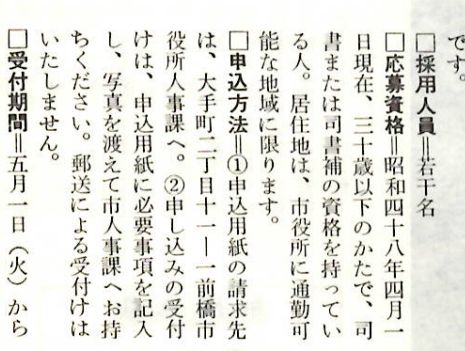 です。
□採用人員＝若干名
□応募資格＝昭和四十八年四月一
日現在、三十歳以下のかたで、司
書または司書補の資格を持ってい
る人。居住地は、市役所に通勤可
能な地域に限ります。
□申込方法＝①申込用紙の請求先
は、大手町二丁目十一―一前橋市
役所人事課へ。②申し込みの受付
けは、申込用紙に必要事項を記入
し、写真を渡えて市人事課へお持
ちください。郵送による受付けは
いたしません。
□受付期間＝五月一日（火）から